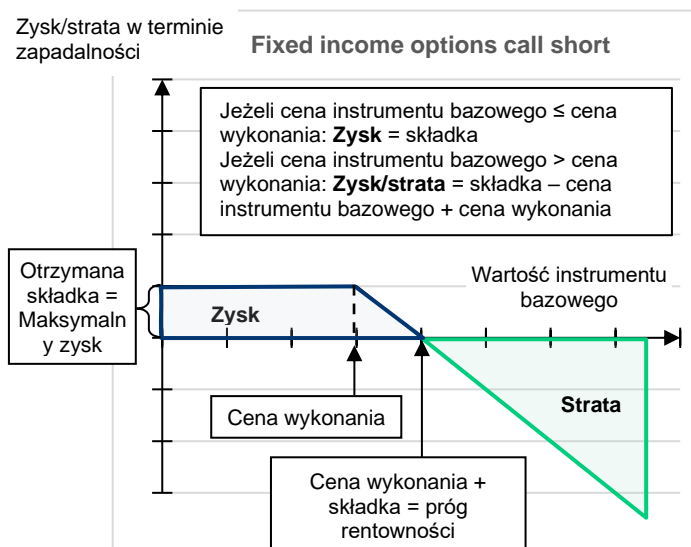 Zysk/strata w terminie
zapadalności
Fixed income options call short
Jeżeli cena instrumentu bazowego ≤ cena
wykonania: Zysk = składka
Jeżeli cena instrumentu bazowego > cena
wykonania: Zysk/strata = składka – cena
instrumentu bazowego + cena wykonania
Otrzymana
składka =
Maksymaln
y zysk
Wartość instrumentu
bazowego
Zysk
Strata
Cena wykonania
Cena wykonania +
składka = próg
rentowności